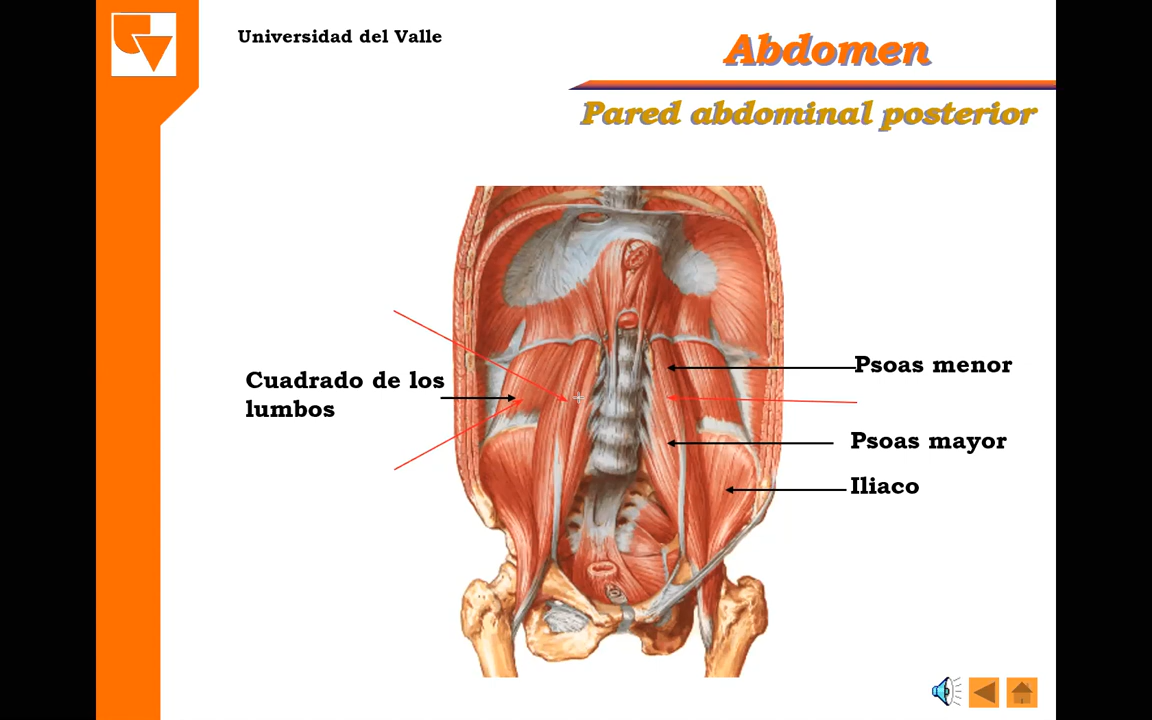 Universidad del Valle
Abdomen
Pared abdominal posterior
Psoas menor
Cuadrado de los
lumbos
Psoas mayor
Iliaco